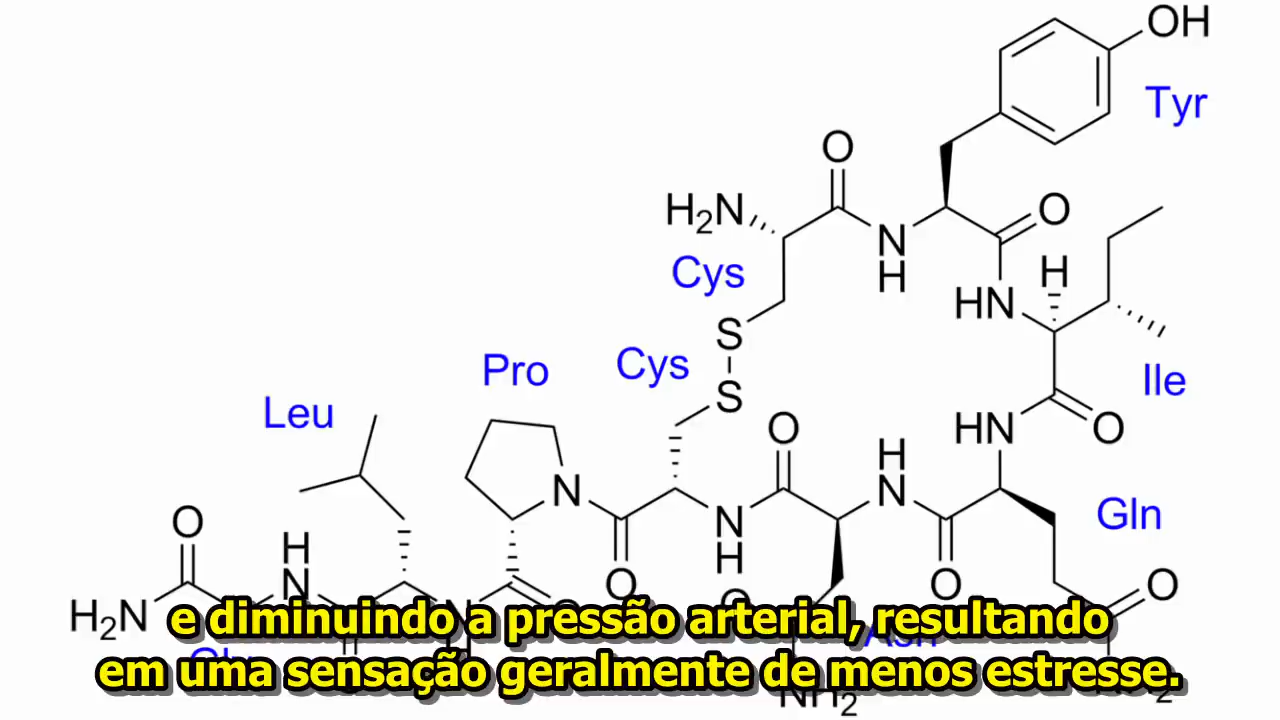 OH
Tyr
O
H₂N
O
N
H
Cys
HN
H
S
Cys
S
Ile
Pro
Leu
O
HN
O
H
N
N
Gln
O
N
H
H
N
O
O
O
H₂N
e diminuindo a pressão arterial, resultando
em uma sensação geralmente de menos estresse.
NH₂